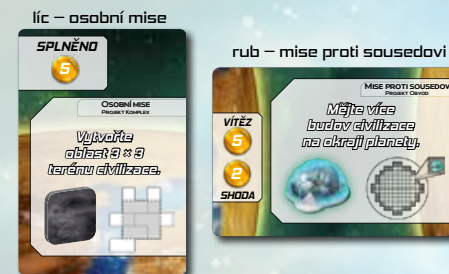 líc – osobní mise
SPLNĚNO
5
OSOBNÍ MISE
PROJEKT KOMPLEX
Vytvořte
oblast 3 × 3
terénu civilizace.
rub – mise proti sousedovi
MISE PROTI SOUSEDOV
PROJEKT OBVOD
VÍTĚZ
5
2
SHODA
Mějte více
budov civilizace
na okraji planety.